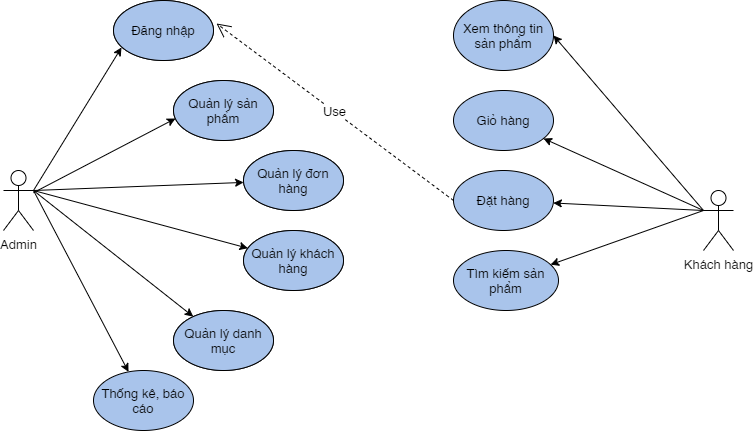 Đăng nhập
Quản lý sản
phẩm
Quản lý đơn
hàng
Quản lý khách
hàng
Quản lý danh
mục
Thống kê, báo
cáo
Admin
Use
Xem thông tin
sản phẩm
Giỏ hàng
Đặt hàng
Tìm kiếm sản
phẩm
Khách hàng